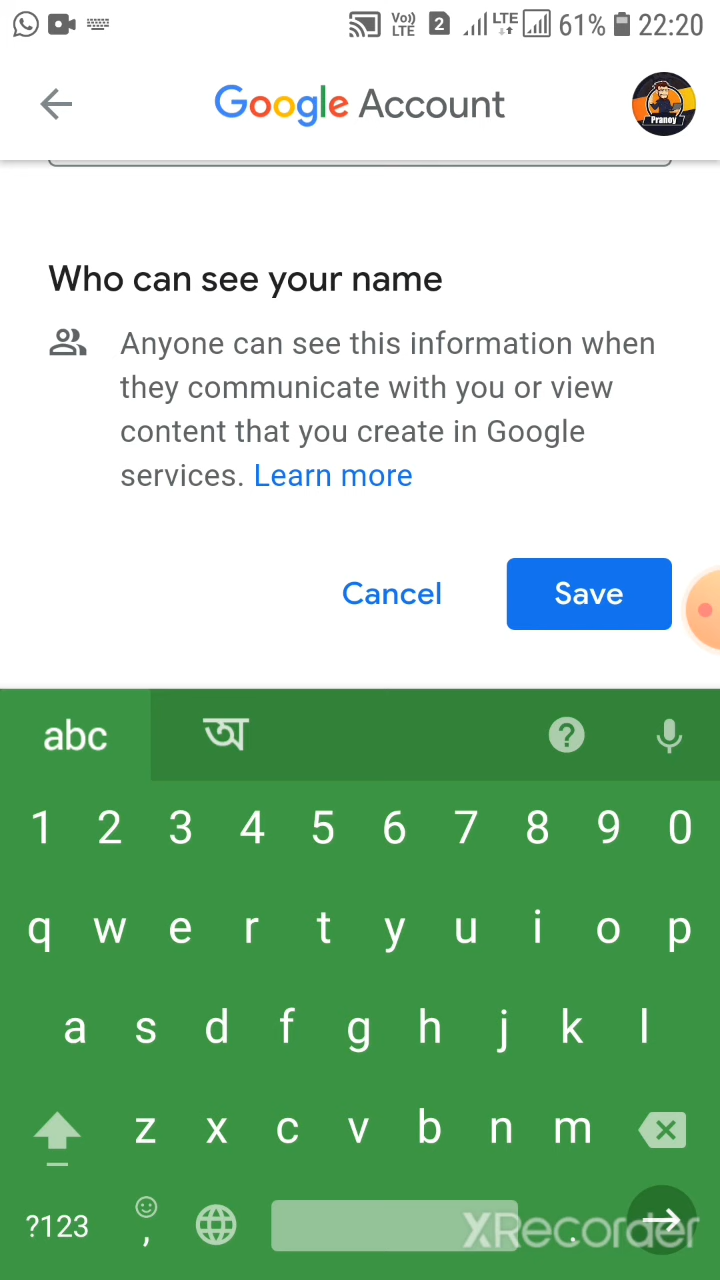 Vo)) LTE 2 LTE 61% 22:20
Google Account
Pranoy
Who can see your name
Anyone can see this information when
they communicate with you or view
content that you create in Google
services. Learn more
Cancel Save
abc অ ?
1 2 3 4 5 6 7 8 9 0
q w e r t y u i o p
a s d f g h j k l
z x c v b n m
?123 , .
XRecorder